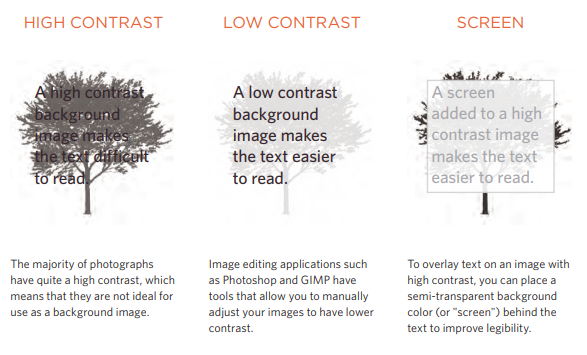 HIGH CONTRAST
A high contrast
background
image makes
the text difficult
to read.
The majority of photographs
have quite a high contrast, which
means that they are not ideal for
use as a background image.
LOW CONTRAST
A low contrast
background
image makes
the text easier
to read.
Image editing applications such
as Photoshop and GIMP have
tools that allow you to manually
adjust your images to have lower
contrast.
SCREEN
A screen
added to a high
contrast image
makes the text
easier to read.
To overlay text on an image with
high contrast, you can place a
semi-transparent background
color (or "screen") behind the
text to improve legibility.